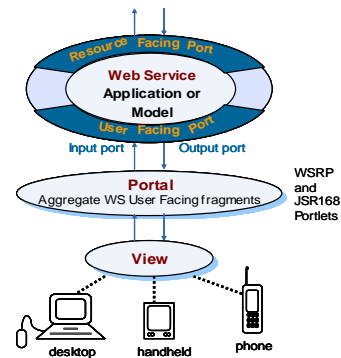 Resource Facing Port
Web Service
Application or
Model
User Facing Port
Input port Output port
Portal
Aggregate WS User Facing fragments
WSRP
and
JSR168
Portlets
View
desktop handheld phone